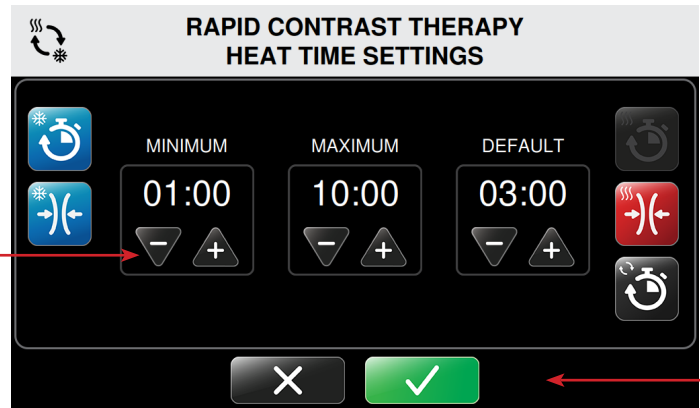 RAPID CONTRAST THERAPY
HEAT TIME SETTINGS
MINIMUM MAXIMUM DEFAULT
01:00 10:00 03:00
− + − + − +